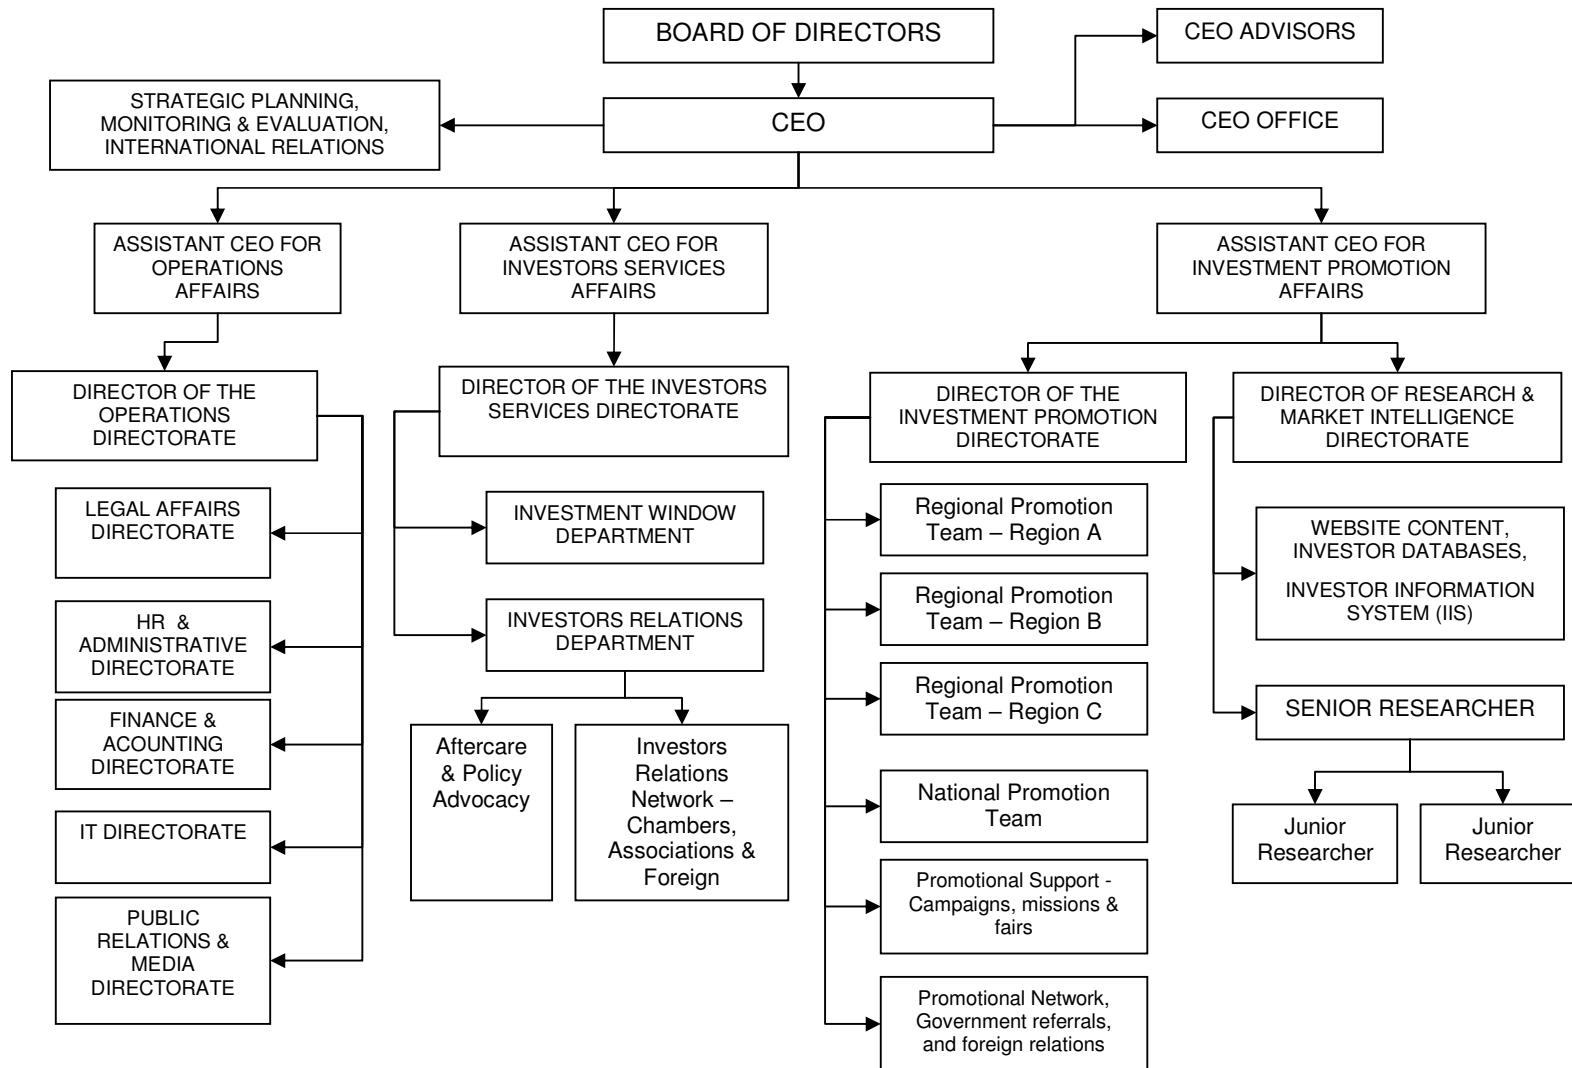 BOARD OF DIRECTORS
CEO ADVISORS
STRATEGIC PLANNING,
MONITORING & EVALUATION,
INTERNATIONAL RELATIONS
CEO
CEO OFFICE
ASSISTANT CEO FOR
OPERATIONS
AFFAIRS
ASSISTANT CEO FOR
INVESTORS SERVICES
AFFAIRS
ASSISTANT CEO FOR
INVESTMENT PROMOTION
AFFAIRS
DIRECTOR OF THE
OPERATIONS
DIRECTORATE
DIRECTOR OF THE INVESTORS
SERVICES DIRECTORATE
DIRECTOR OF THE
INVESTMENT PROMOTION
DIRECTORATE
DIRECTOR OF RESEARCH &
MARKET INTELLIGENCE
DIRECTORATE
LEGAL AFFAIRS
DIRECTORATE
HR & 
ADMINISTRATIVE
DIRECTORATE
FINANCE &
ACOUNTING
DIRECTORATE
IT DIRECTORATE
PUBLIC
RELATIONS &
MEDIA
DIRECTORATE
INVESTMENT WINDOW
DEPARTMENT
INVESTORS RELATIONS
DEPARTMENT
Aftercare
& Policy
Advocacy
Investors
Relations
Network –
Chambers,
Associations &
Foreign
Regional Promotion
Team – Region A
Regional Promotion
Team – Region B
Regional Promotion
Team – Region C
National Promotion
Team
Promotional Support -
Campaigns, missions &
fairs
Promotional Network,
Government referrals,
and foreign relations
WEBSITE CONTENT,
INVESTOR DATABASES,
INVESTOR INFORMATION
SYSTEM (IIS)
SENIOR RESEARCHER
Junior
Researcher
Junior
Researcher